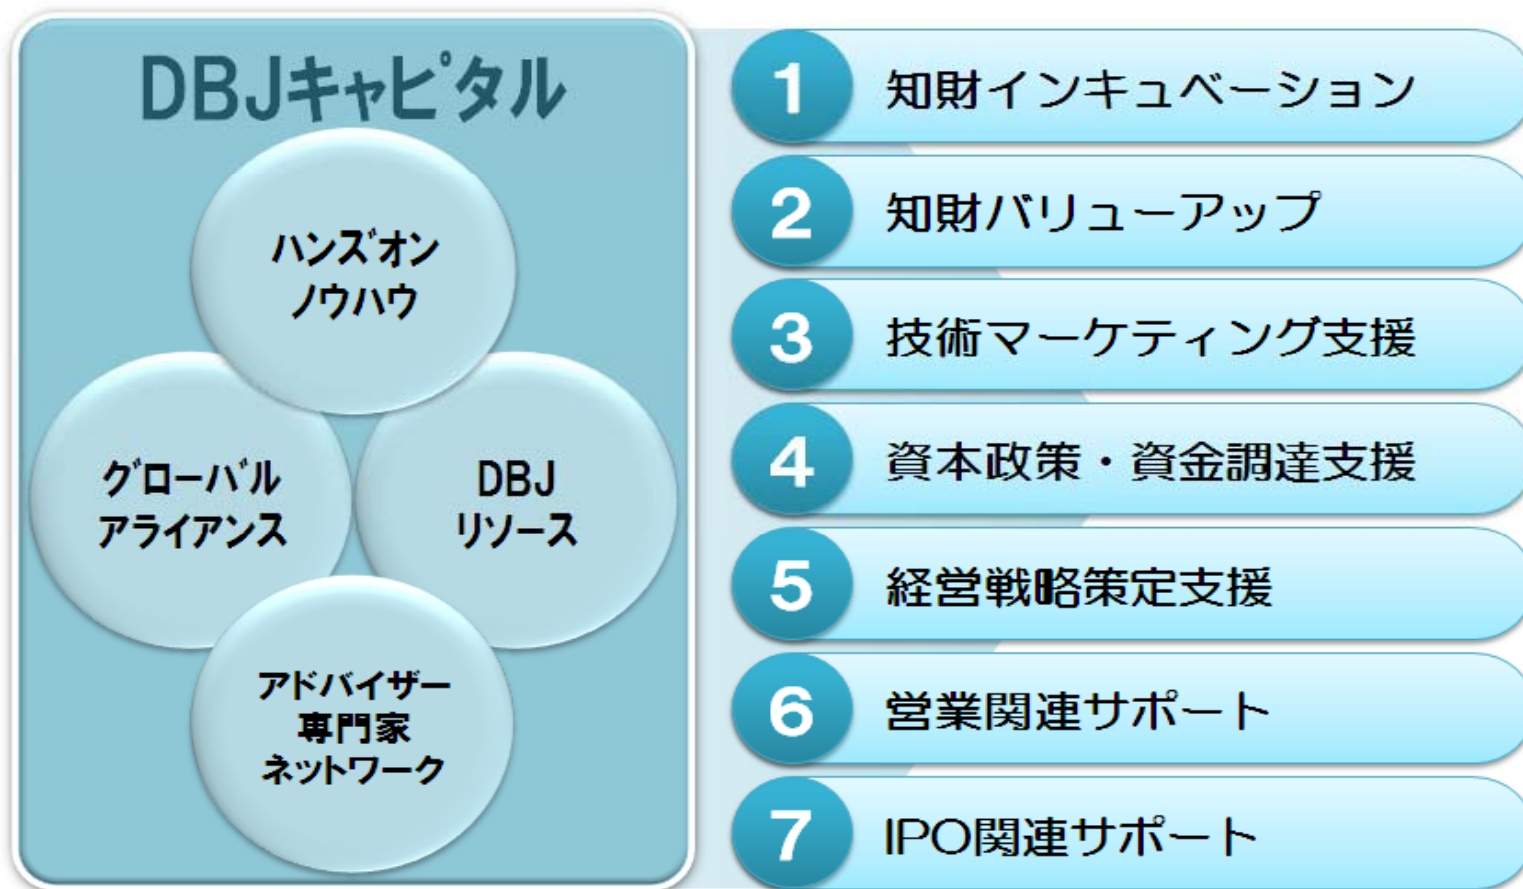 DBJキャピタル
ハンズオン
ノウハウ
グローバル
アライアンス
DBJ
リソース
アドバイザー
専門家
ネットワーク
1 知財インキュベーション
2 知財バリューアップ
3 技術マーケティング支援
4 資本政策・資金調達支援
5 経営戦略策定支援
6 営業関連サポート
7 IPO関連サポート